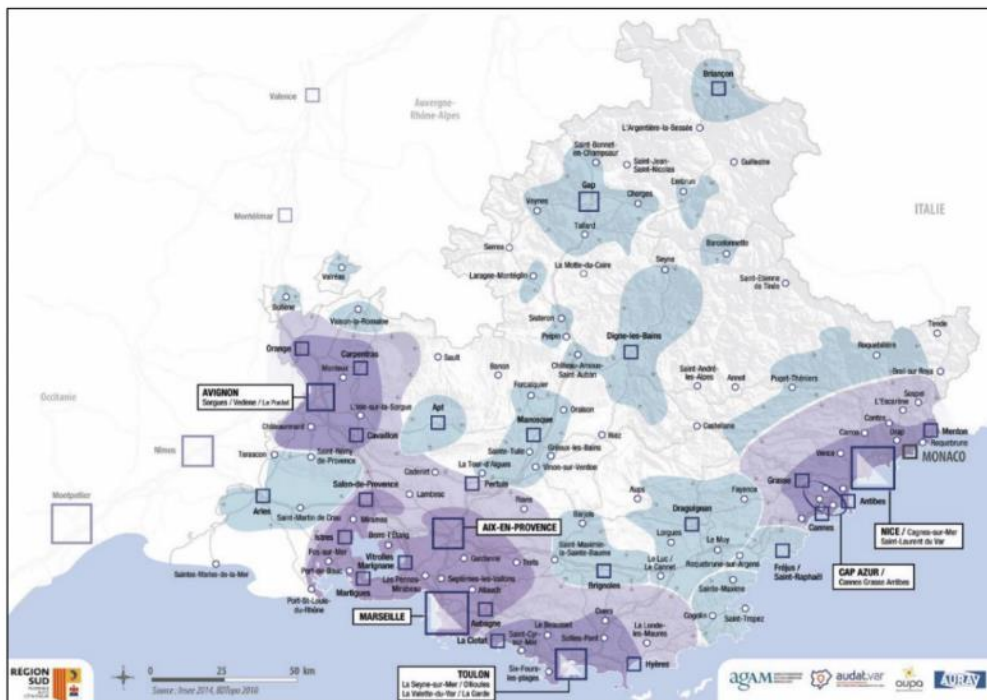 Briançon
Valence
Auvergne-
Rhône-Alpes
L'Argentière-la-Bessée
Saint-Bonnet-
en-Champsaur
Saint-Jean-
Saint-Nicolas
Guillestre
Gap
Embrun
Chorges
Veynes
ITALIE
Montélimar
Tallard
Serres
Barcelonnette
La Motte-du-Caire
Seyne
Laragne-Montéglin
Saint-Etienne
de Tinée
Valréas
Bollène
Vaison-la-Romaine
Sisteron
Peipin
Tende
Orange
Carpentras
Digne-les-Bains
Roquebillière
Sault
Château-Arnoux-
Saint Auban
Monteux
Banon
Saint-André-
les-Alpes
Annot
Puget-Théniers
Breil sur Roya
Forcalquier
AVIGNON
Sorgues / Vedène / Le Pontet
Occitanie
L'Isle-sur-la-Sorgue
Apt
Oraison
Sospel
L'Escarène
Châteaurenard
Manosque
Castellane
Contes
Cavaillon
Carros
Drap
Menton
Riez
Roquebrune
MONACO
Nîmes
Tarascon
Saint-Rémy
de-Provence
Sainte-Tulle
Gréoux-les-Bains
Vence
Vinon-sur-Verdon
Cadenet
La Tour-d'Aigues
Grasse
Montpellier
Salon-de-Provence
Pertuis
Lambesc
Aups
Fayence
Antibes
Arles
Rians
Draguignan
Cannes
Saint-Martin de Crau
Miramas
AIX-EN-PROVENCE
Barjols
NICE / Cagnes-sur-Mer
Saint-Laurent du Var
Istres
Berre-l'Étang
Lorgues
Saint-Maximin-
la-Sainte-Baume
Le Muy
Fos-sur-Mer
Vitrolles
Marignane
Gardanne
Trets
Le Luc /
Le Cannet
Fréjus /
Saint-Raphaël
CAP AZUR /
Cannes Grasse Antibes
Saintes-Maries-de-la-Mer
Port-de-Bouc
Roquebrune-sur-Argens
Martigues
Les Pennes-
Mirabeau
Septèmes-les-Vallons
Brignoles
Port-St-Louis-
du-Rhône
Allauch
Sainte-Maxime
MARSEILLE
Aubagne
Cuers
Cogolin
Saint-Tropez
Le Beausset
La Ciotat
Saint-Cyr-
sur-Mer
Solliès-Pont
La Londe-
les-Maures
Six-Fours-
les-plages
Hyères
TOULON
La Seyne-sur-Mer / Ollioules
La Valette-du-Var / La Garde
RÉGION
SUD
0 25 50 km
Source : Insee 2014, BDTopo 2018
agam
audat.var
oupa
AURAV